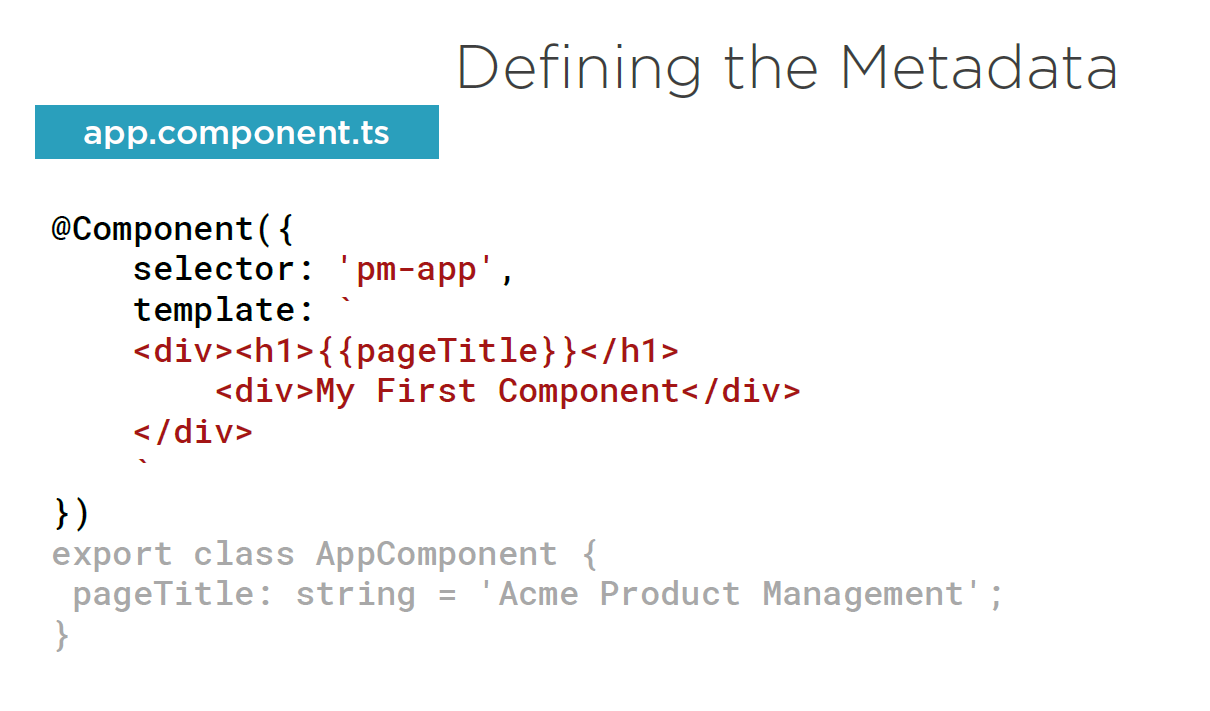 Defining the Metadata
app.component.ts
@Component({
    selector: 'pm-app',
    template: `
    <div><h1>{{pageTitle}}</h1>
        <div>My First Component</div>
    </div>
    `
})
export class AppComponent {
 pageTitle: string = 'Acme Product Management';
}